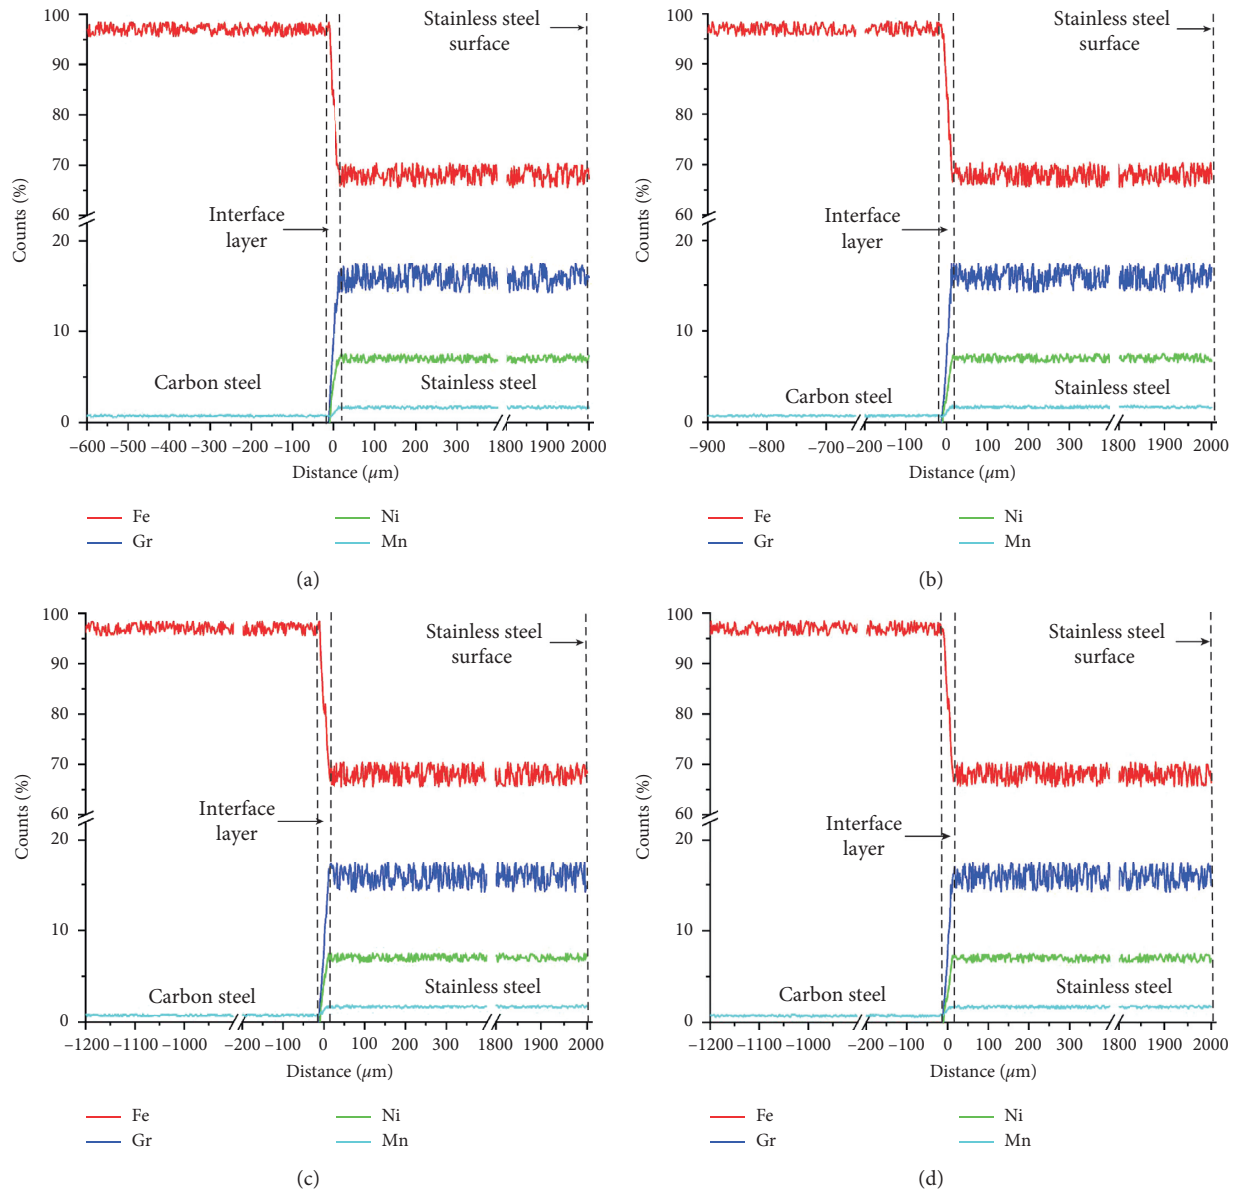 100
90
80
70
60
20
10
0
Counts (%)
Stainless steel
surface
Interface
layer
Carbon steel
Stainless steel
−600 −500 −400 −300 −200 −100 0 100 200 300 1800 1900 2000
Distance (μm)
Fe
Ni
Gr
Mn
(a)
100
90
80
70
60
20
10
0
Counts (%)
Stainless steel
surface
Interface
layer
Carbon steel
Stainless steel
−900 −800 −700 −200 −100 0 100 200 300 1800 1900 2000
Distance (μm)
Fe
Ni
Gr
Mn
(b)
100
90
80
70
60
20
10
0
Counts (%)
Stainless steel
surface
Interface
layer
Carbon steel
Stainless steel
−1200 −1100 −1000 −200 −100 0 100 200 300 1800 1900 2000
Distance (μm)
Fe
Ni
Gr
Mn
(c)
100
90
80
70
60
20
10
0
Counts (%)
Stainless steel
surface
Interface
layer
Carbon steel
Stainless steel
−1200 −1100 −1000 −200 −100 0 100 200 300 1800 1900 2000
Distance (μm)
Fe
Ni
Gr
Mn
(d)